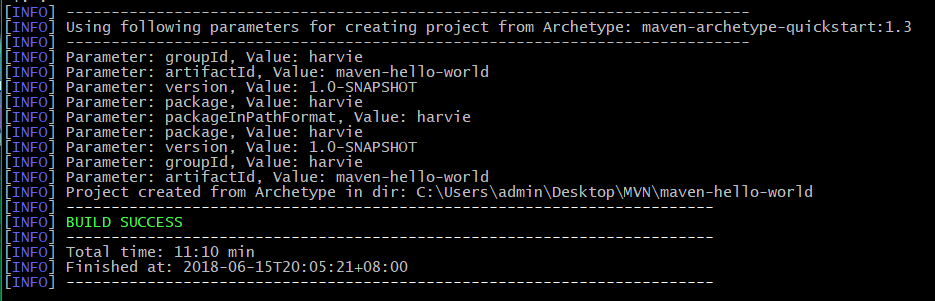 [INFO] ----------------------------------------------------------------------------
[INFO] Using following parameters for creating project from Archetype: maven-archetype-quickstart:1.3
[INFO] ----------------------------------------------------------------------------
[INFO] Parameter: groupId, Value: harvie
[INFO] Parameter: artifactId, Value: maven-hello-world
[INFO] Parameter: version, Value: 1.0-SNAPSHOT
[INFO] Parameter: package, Value: harvie
[INFO] Parameter: packageInPathFormat, Value: harvie
[INFO] Parameter: package, Value: harvie
[INFO] Parameter: version, Value: 1.0-SNAPSHOT
[INFO] Parameter: groupId, Value: harvie
[INFO] Parameter: artifactId, Value: maven-hello-world
[INFO] Project created from Archetype in dir: C:\Users\admin\Desktop\MVN\maven-hello-world
[INFO] ------------------------------------------------------------------------
[INFO] BUILD SUCCESS
[INFO] ------------------------------------------------------------------------
[INFO] Total time: 11:10 min
[INFO] Finished at: 2018-06-15T20:05:21+08:00
[INFO] ------------------------------------------------------------------------